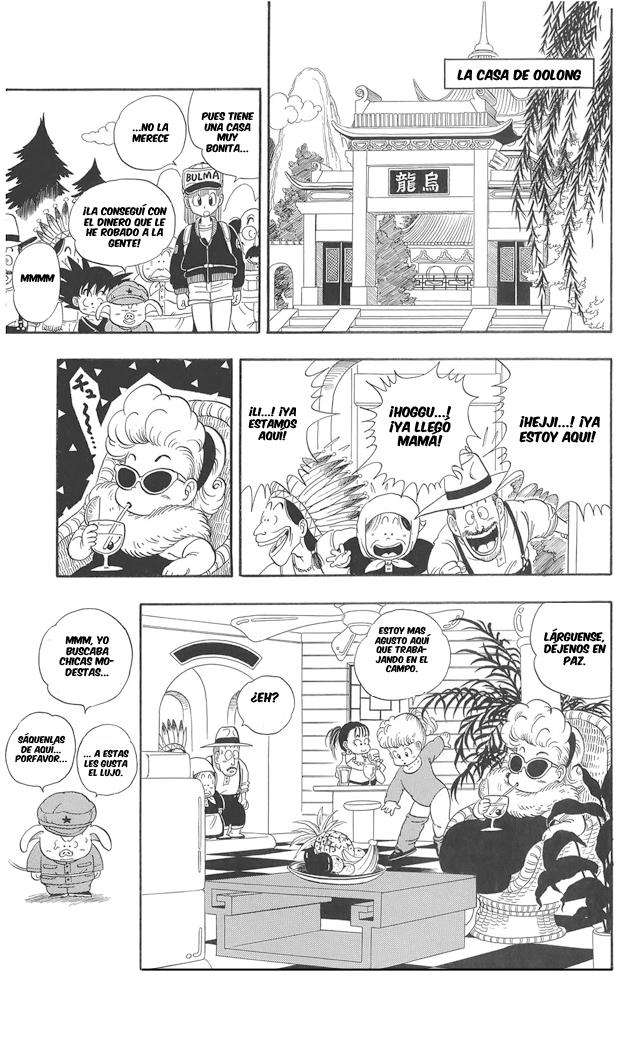 LA CASA DE OOLONG
烏龍
PUES TIENE
UNA CASA
MUY
BONITA...
BULMA
...NO LA
MERECE
¡LA CONSEGUÍ CON
EL DINERO QUE LE
HE ROBADO A LA
GENTE!
MMMM
¡HEJJI...! ¡YA
ESTOY AQUI!
¡HOGGU...!
¡YA LLEGÓ
MAMÁ!
¡LI...! ¡YA
ESTAMOS
AQUÍ!
チュ～～…
LÁRGUENSE,
DEJENOS EN
PAZ.
ESTOY MAS
AGUSTO AQUÍ
QUE TRABA-
JANDO EN EL
CAMPO.
¿EH?
MMM, YO
BUSCABA
CHICAS MO-
DESTAS...
... A ESTAS
LES GUSTA
EL LUJO.
SÁQUENLAS
DE AQUI...
PORFAVOR...